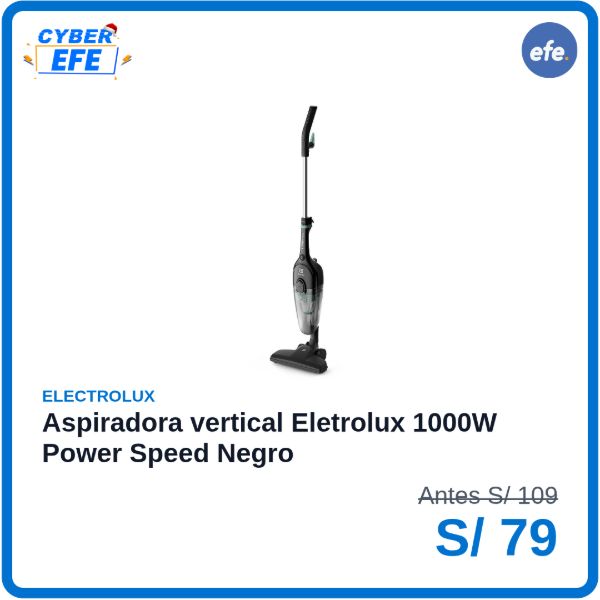 CYBER
EFE
efe.
ELECTROLUX
Aspiradora vertical Eletrolux 1000W
Power Speed Negro
Antes S/ 109
S/ 79